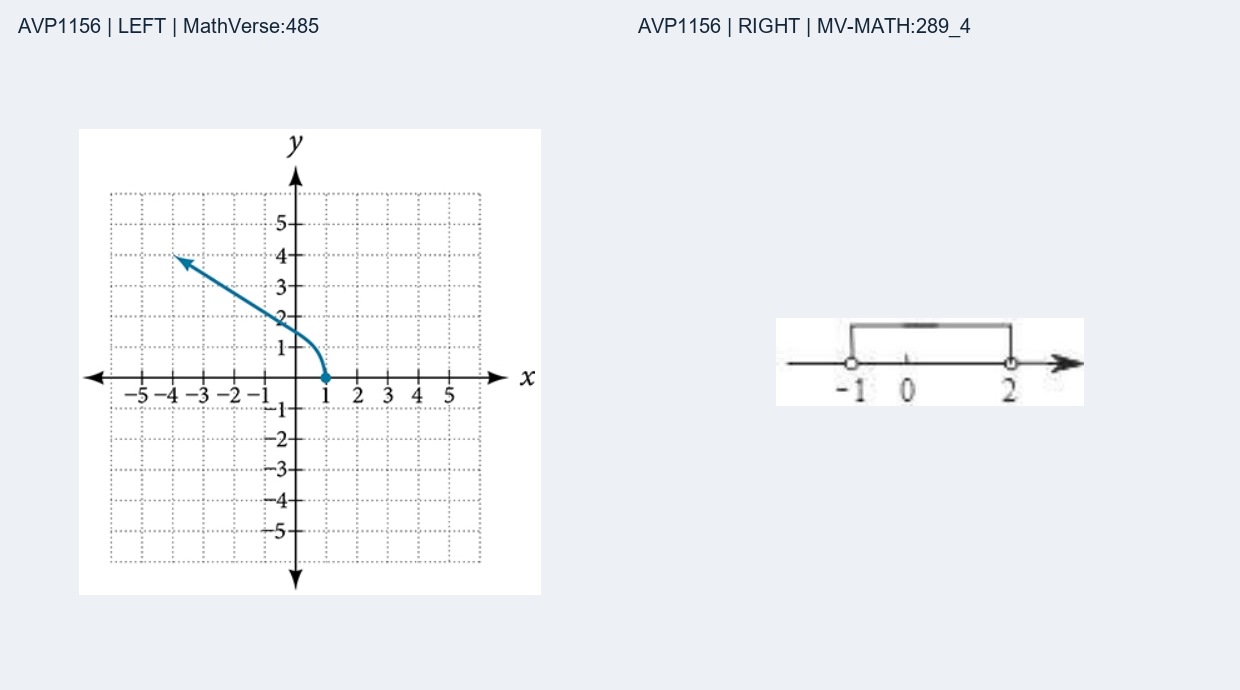 AVP1156 | LEFT | MathVerse:485
AVP1156 | RIGHT | MV-MATH:289_4
y
5
4
3
2
1
−5 −4 −3 −2 −1 1 2 3 4 5 x
−1
−2
−3
−4
−5
-1 0 2